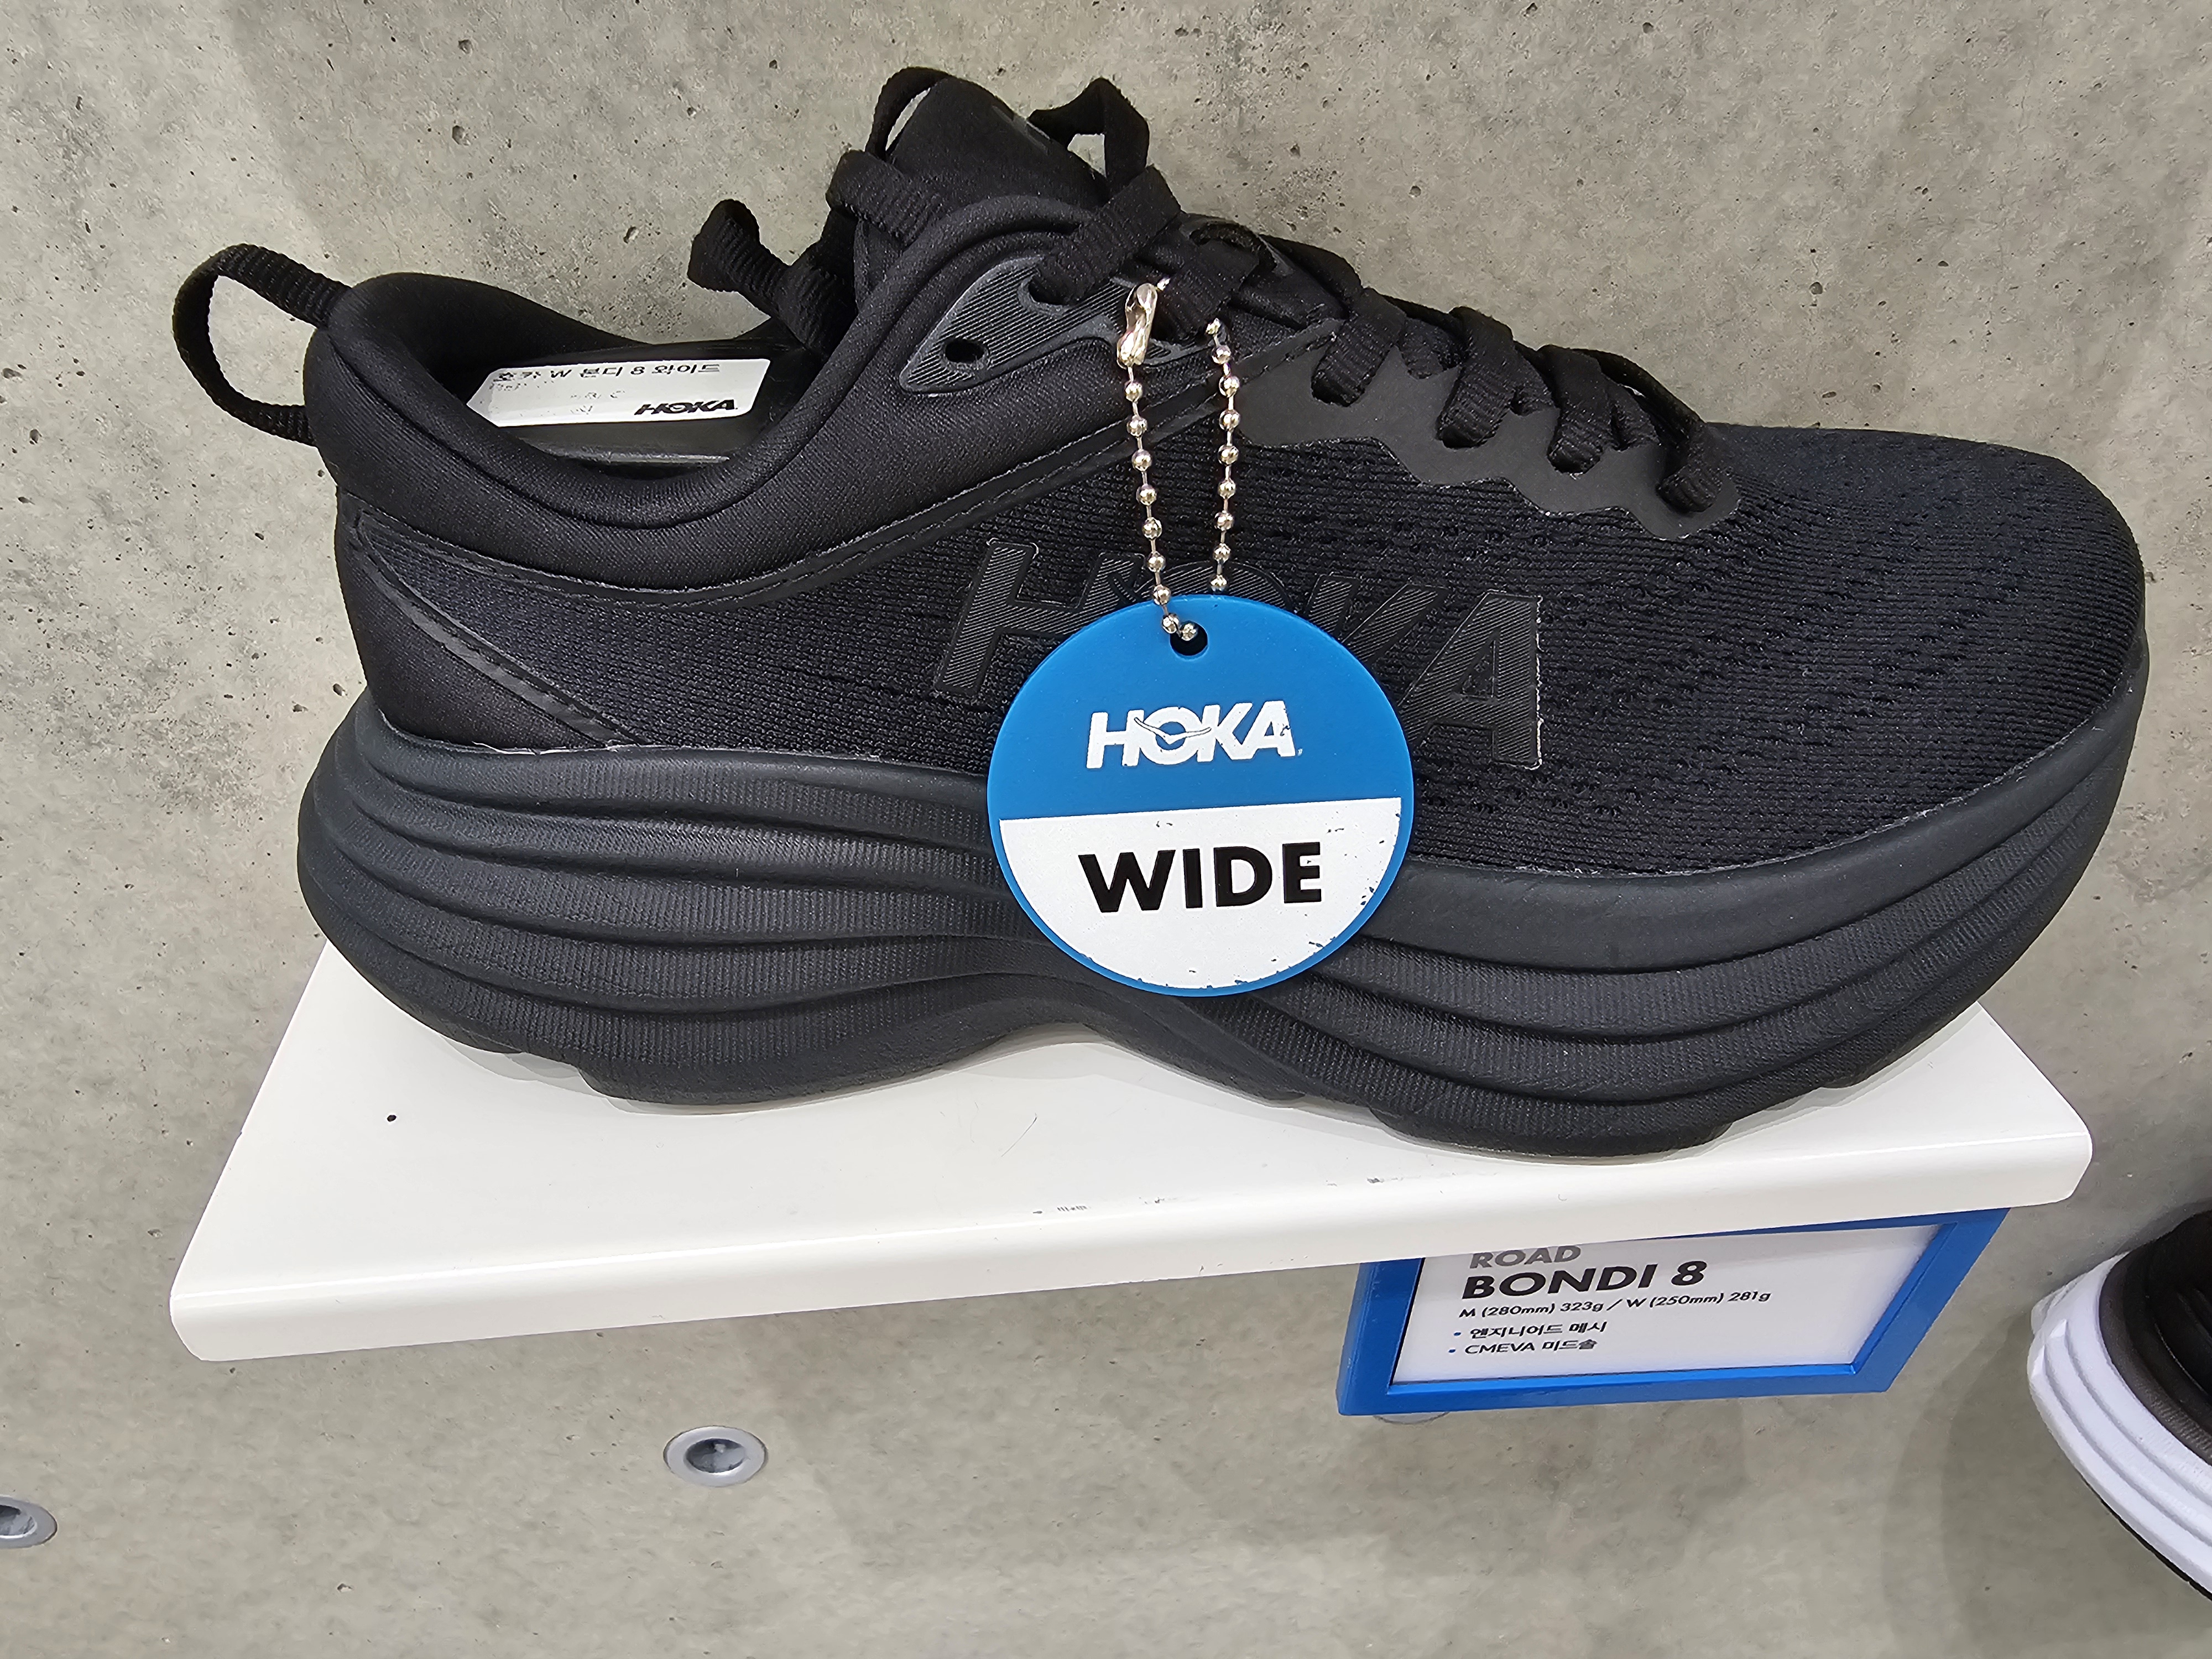 호카 W 본디 8 와이드
HOKA
HOKA
HOKA
WIDE
ROAD
BONDI 8
M (280mm) 323g / W (250mm) 281g
• 엔지니어드 메시
• CMEVA 미드솔